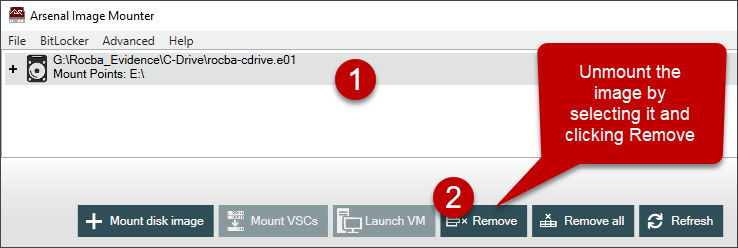 Arsenal Image Mounter
File BitLocker Advanced Help
G:\Rocba_Evidence\C-Drive\rocba-cdrive.e01
Mount Points: E:\
1
Unmount the
image by
selecting it and
clicking Remove
2
Mount disk image Mount VSCs Launch VM Remove Remove all Refresh